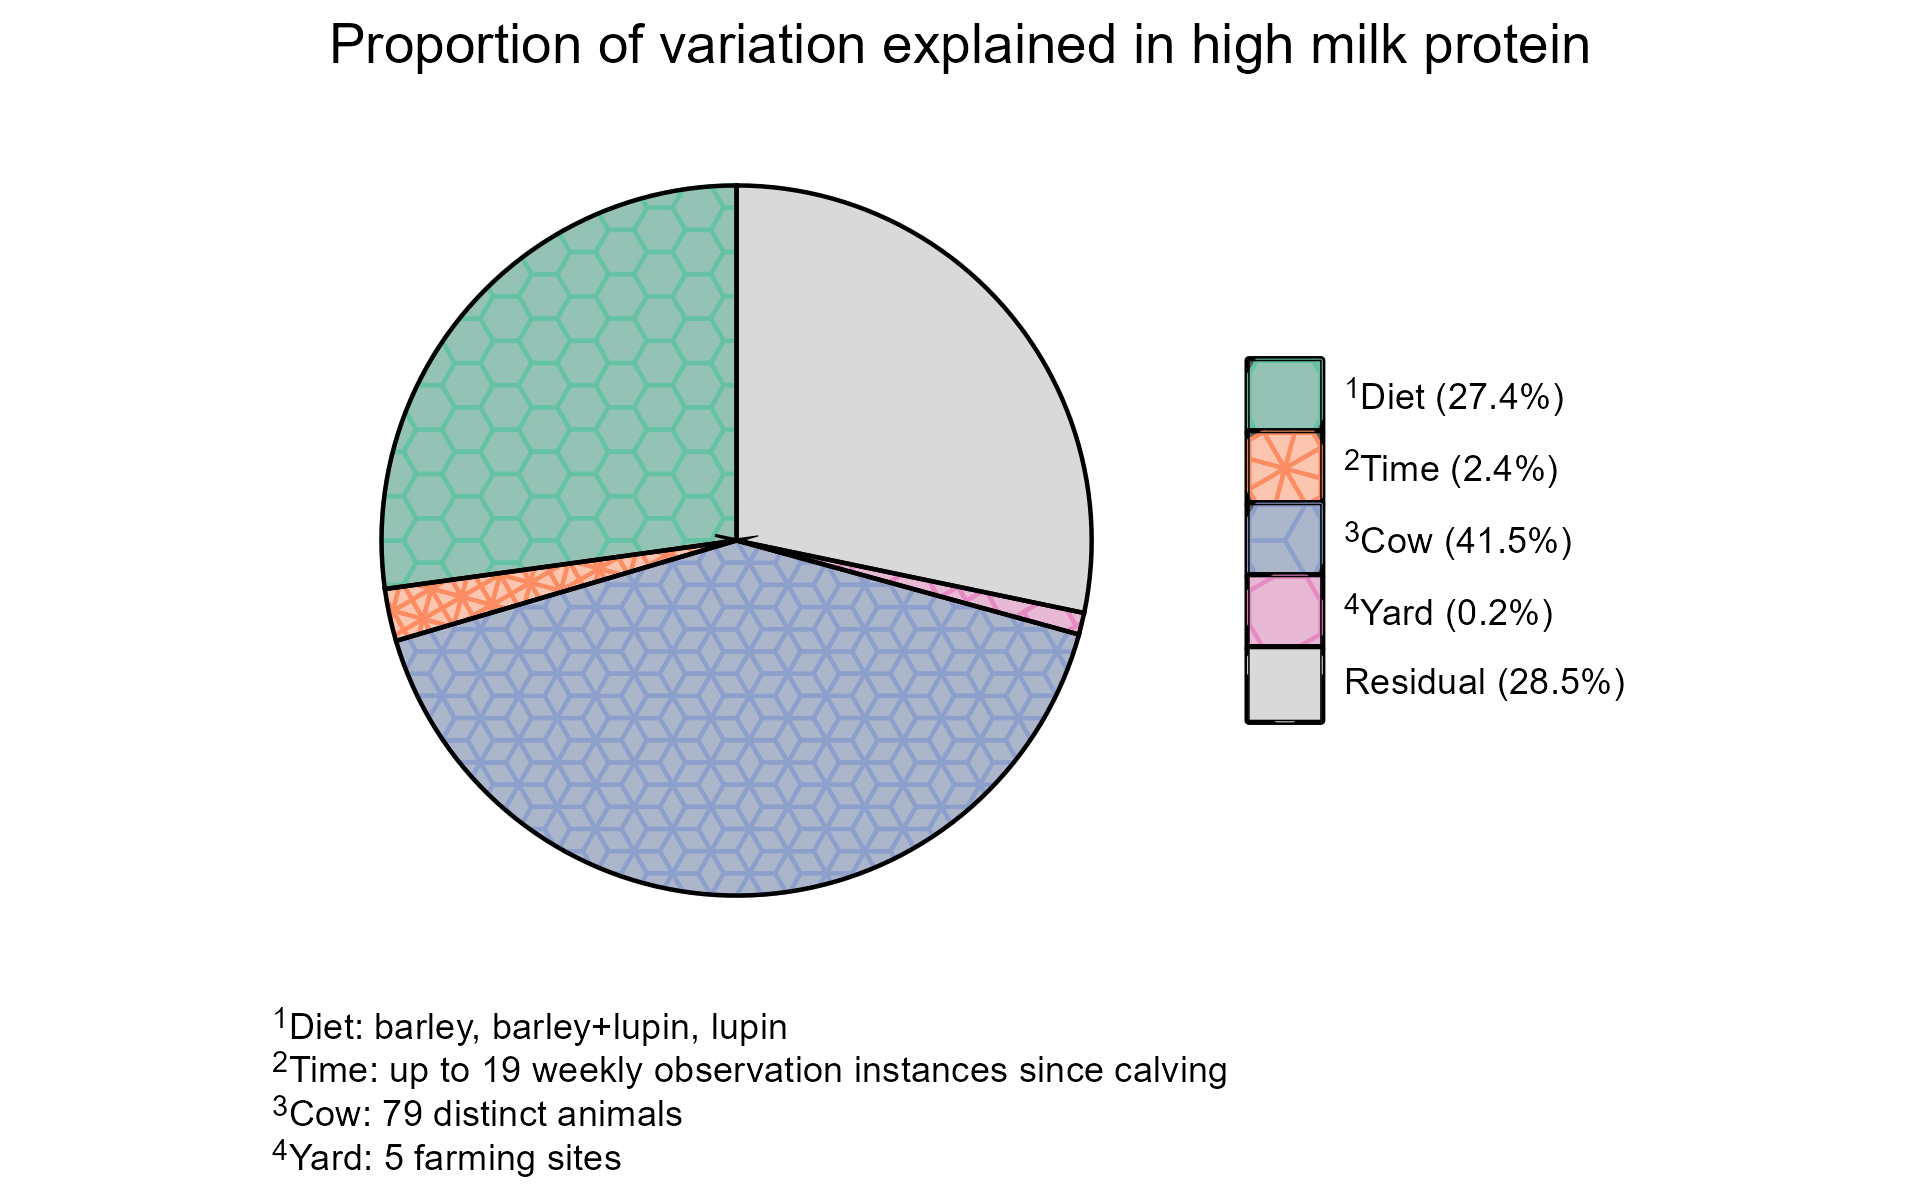 Proportion of variation explained in high milk protein
¹Diet (27.4%)
²Time (2.4%)
³Cow (41.5%)
⁴Yard (0.2%)
Residual (28.5%)
¹Diet: barley, barley+lupin, lupin
²Time: up to 19 weekly observation instances since calving
³Cow: 79 distinct animals
⁴Yard: 5 farming sites